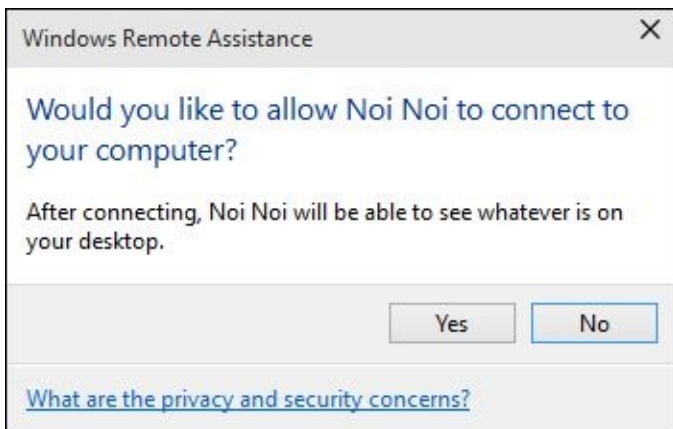 Windows Remote Assistance
Would you like to allow Noi Noi to connect to
your computer?
After connecting, Noi Noi will be able to see whatever is on
your desktop.
Yes No
What are the privacy and security concerns?